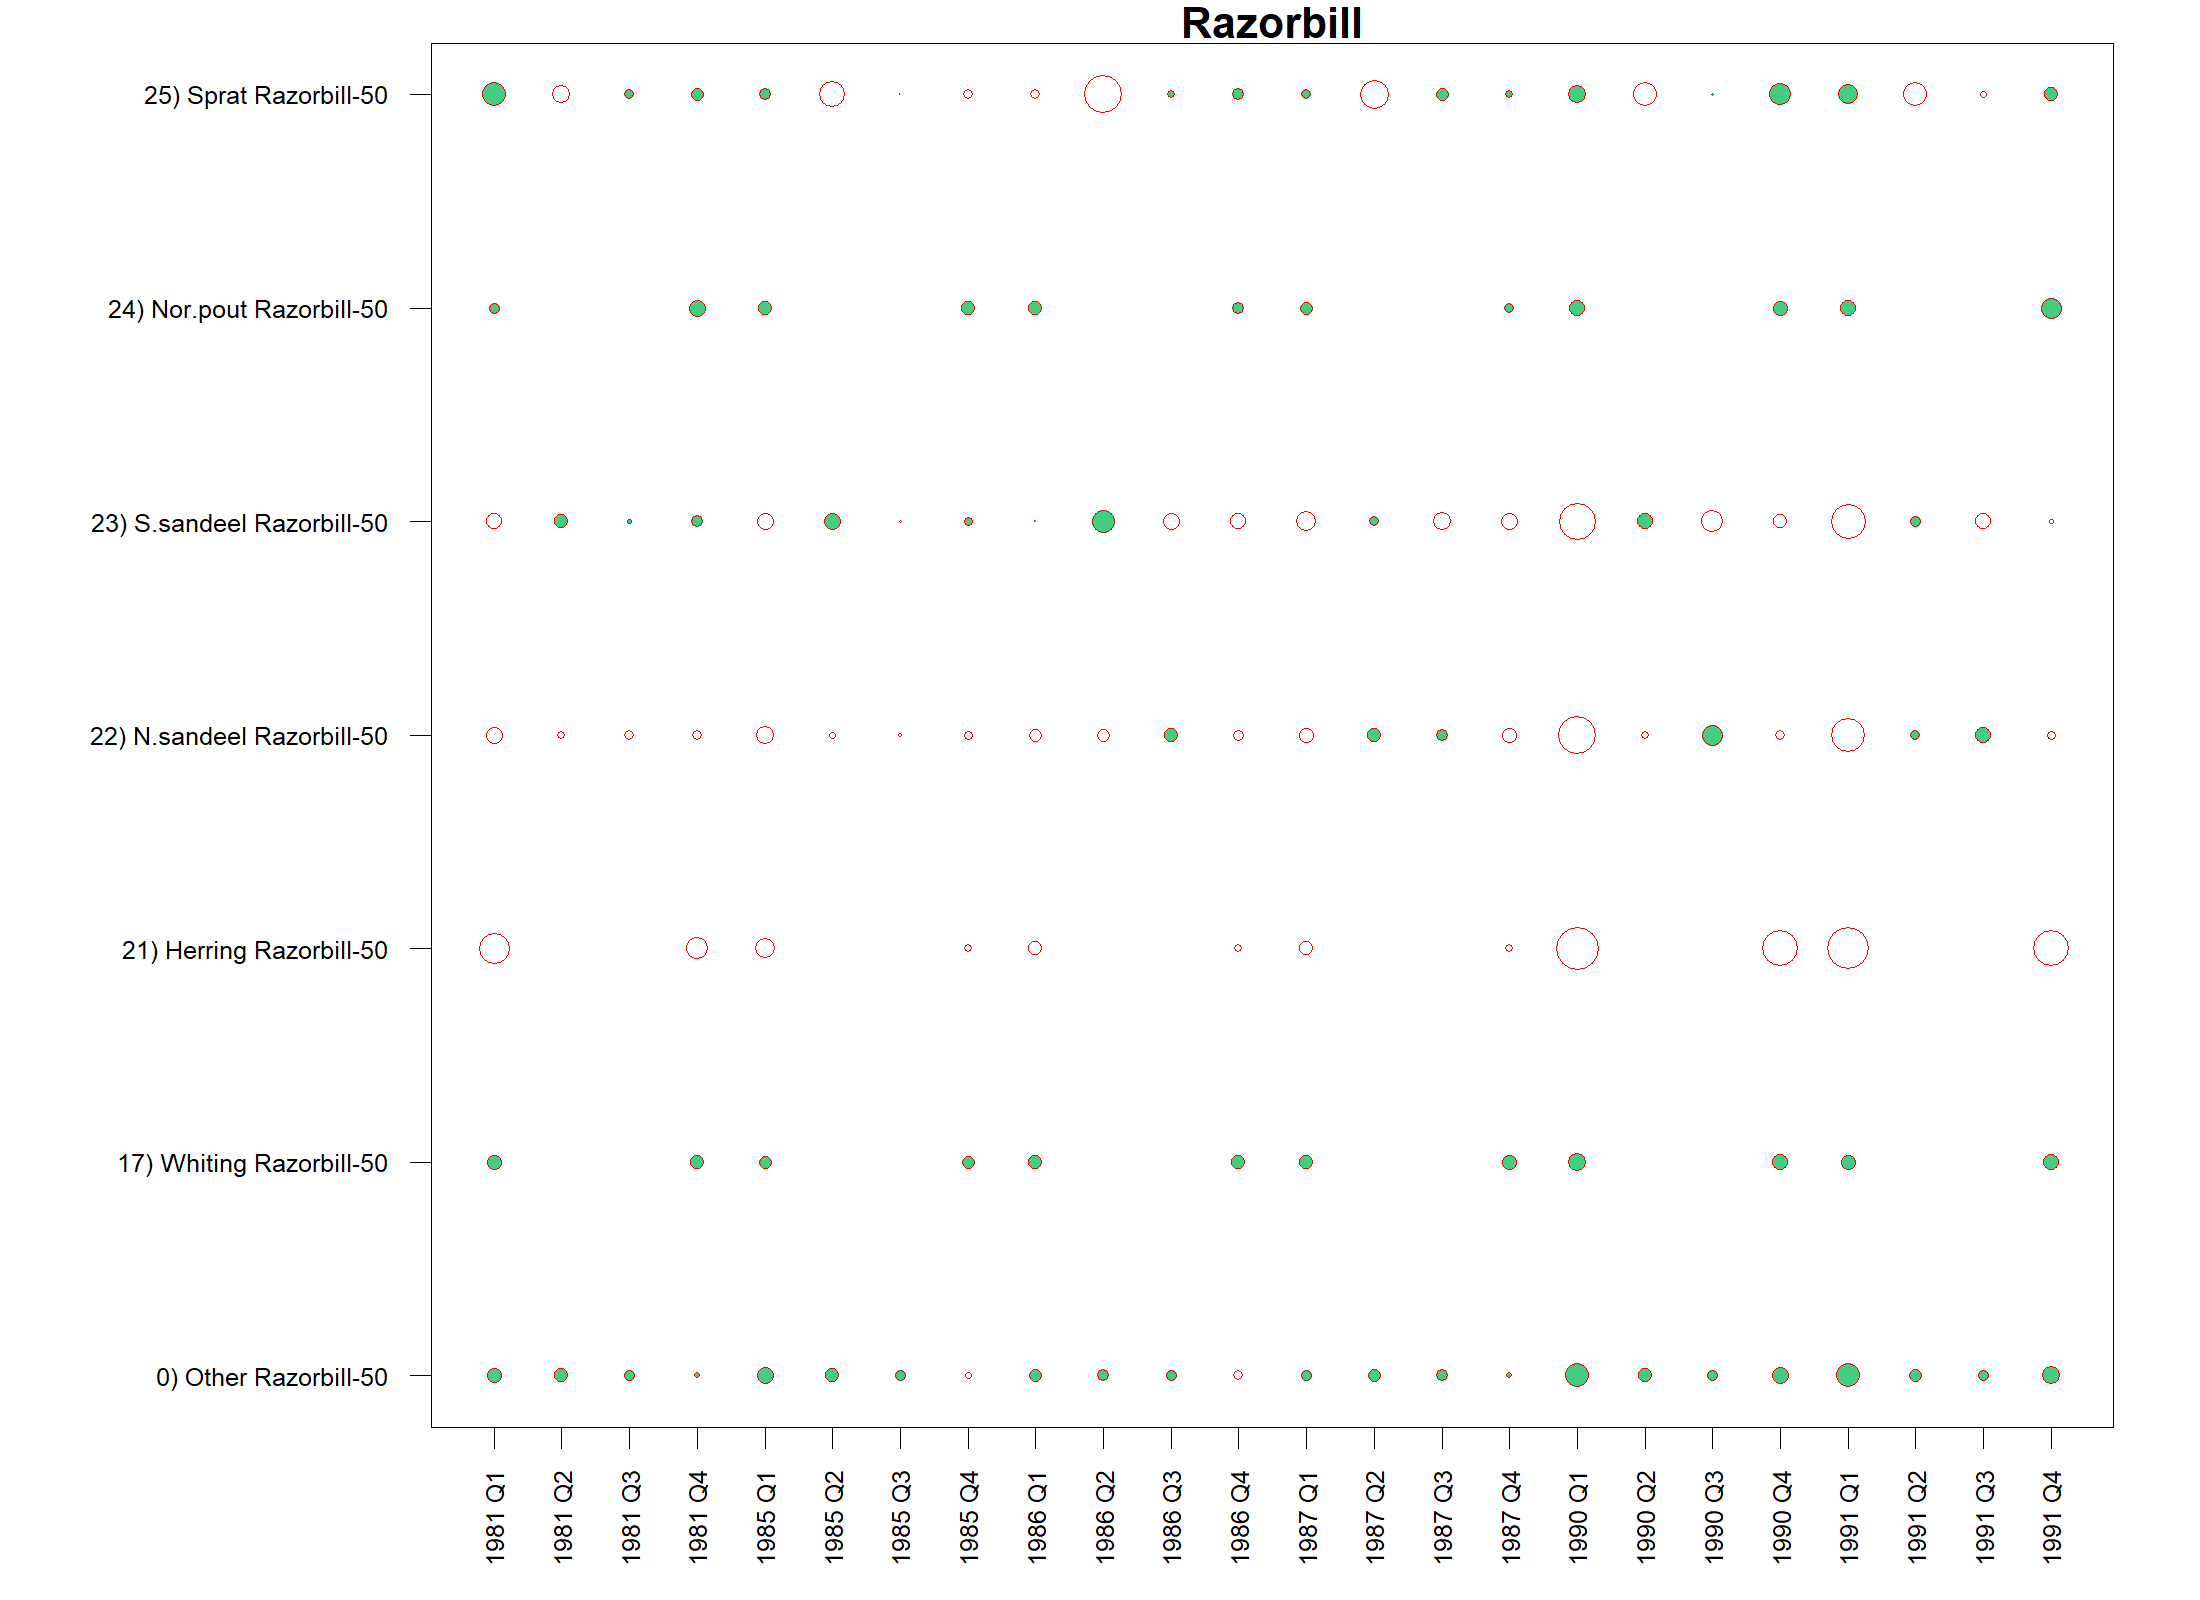 Razorbill
25) Sprat Razorbill-50
24) Nor.pout Razorbill-50
23) S.sandeel Razorbill-50
22) N.sandeel Razorbill-50
21) Herring Razorbill-50
17) Whiting Razorbill-50
0) Other Razorbill-50
1981 Q1
1981 Q2
1981 Q3
1981 Q4
1985 Q1
1985 Q2
1985 Q3
1985 Q4
1986 Q1
1986 Q2
1986 Q3
1986 Q4
1987 Q1
1987 Q2
1987 Q3
1987 Q4
1990 Q1
1990 Q2
1990 Q3
1990 Q4
1991 Q1
1991 Q2
1991 Q3
1991 Q4